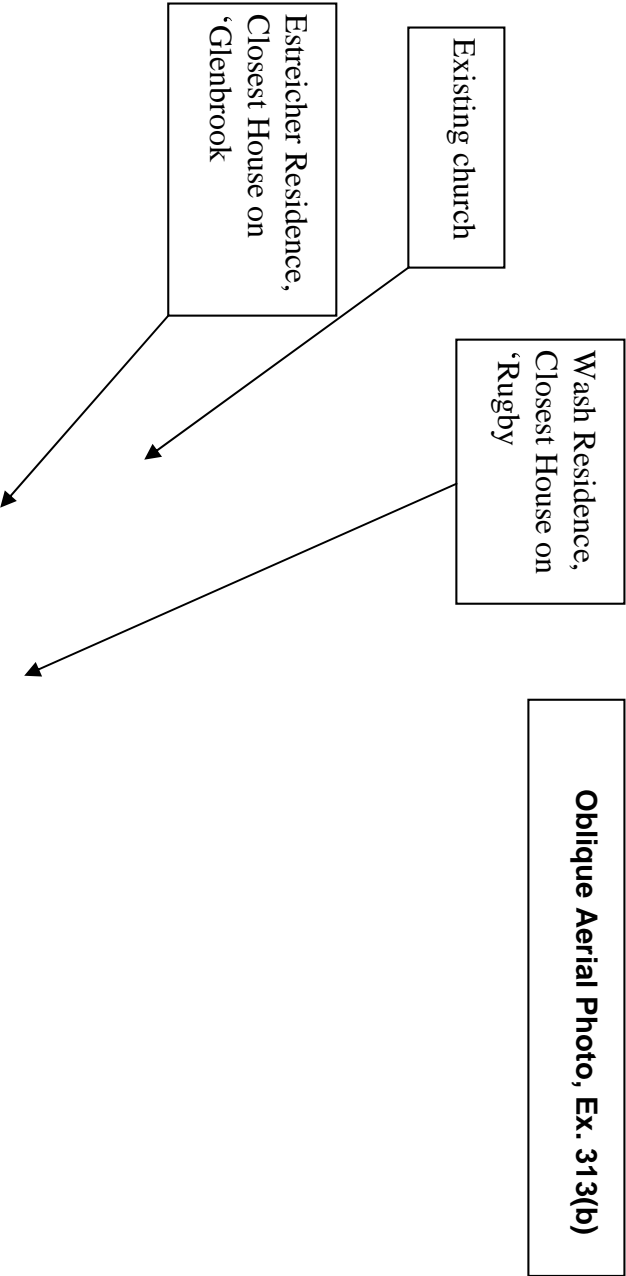 Oblique Aerial Photo, Ex. 313(b)
Wash Residence,
Closest House on
‘Rugby
Existing church
Estreicher Residence,
Closest House on
‘Glenbrook